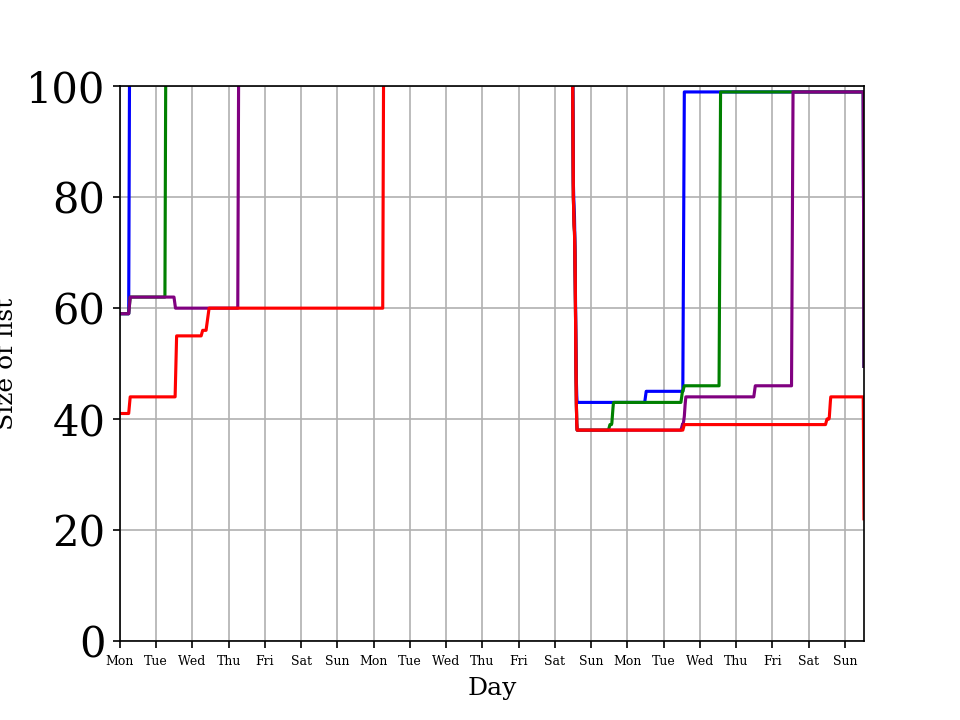 100
80
60
40
20
0
Size of list
Mon Tue Wed Thu Fri Sat Sun Mon Tue Wed Thu Fri Sat Sun Mon Tue Wed Thu Fri Sat Sun
Day